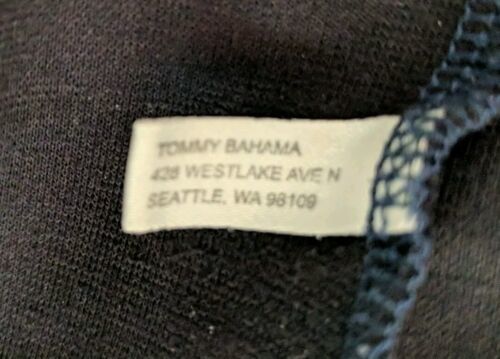 TOMMY BAHAMA
428 WESTLAKE AVE N
SEATTLE, WA 98109